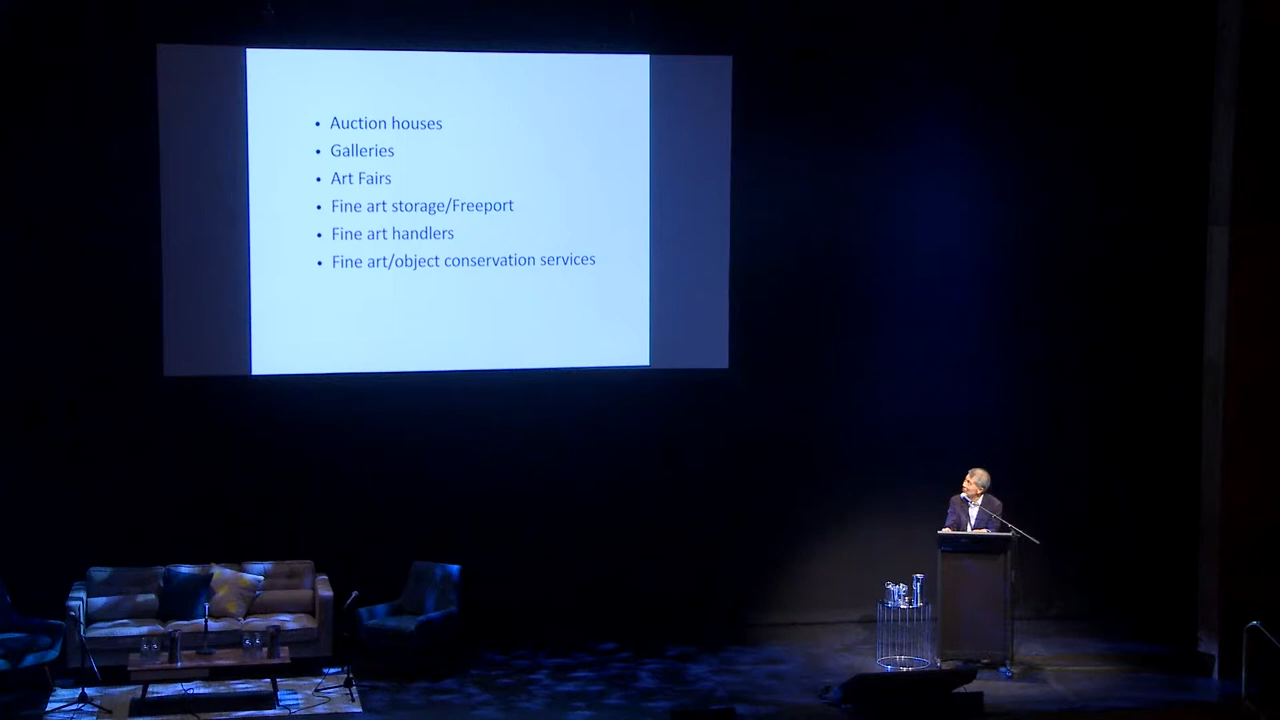 • Auction houses
• Galleries
• Art Fairs
• Fine art storage/Freeport
• Fine art handlers
• Fine art/object conservation services